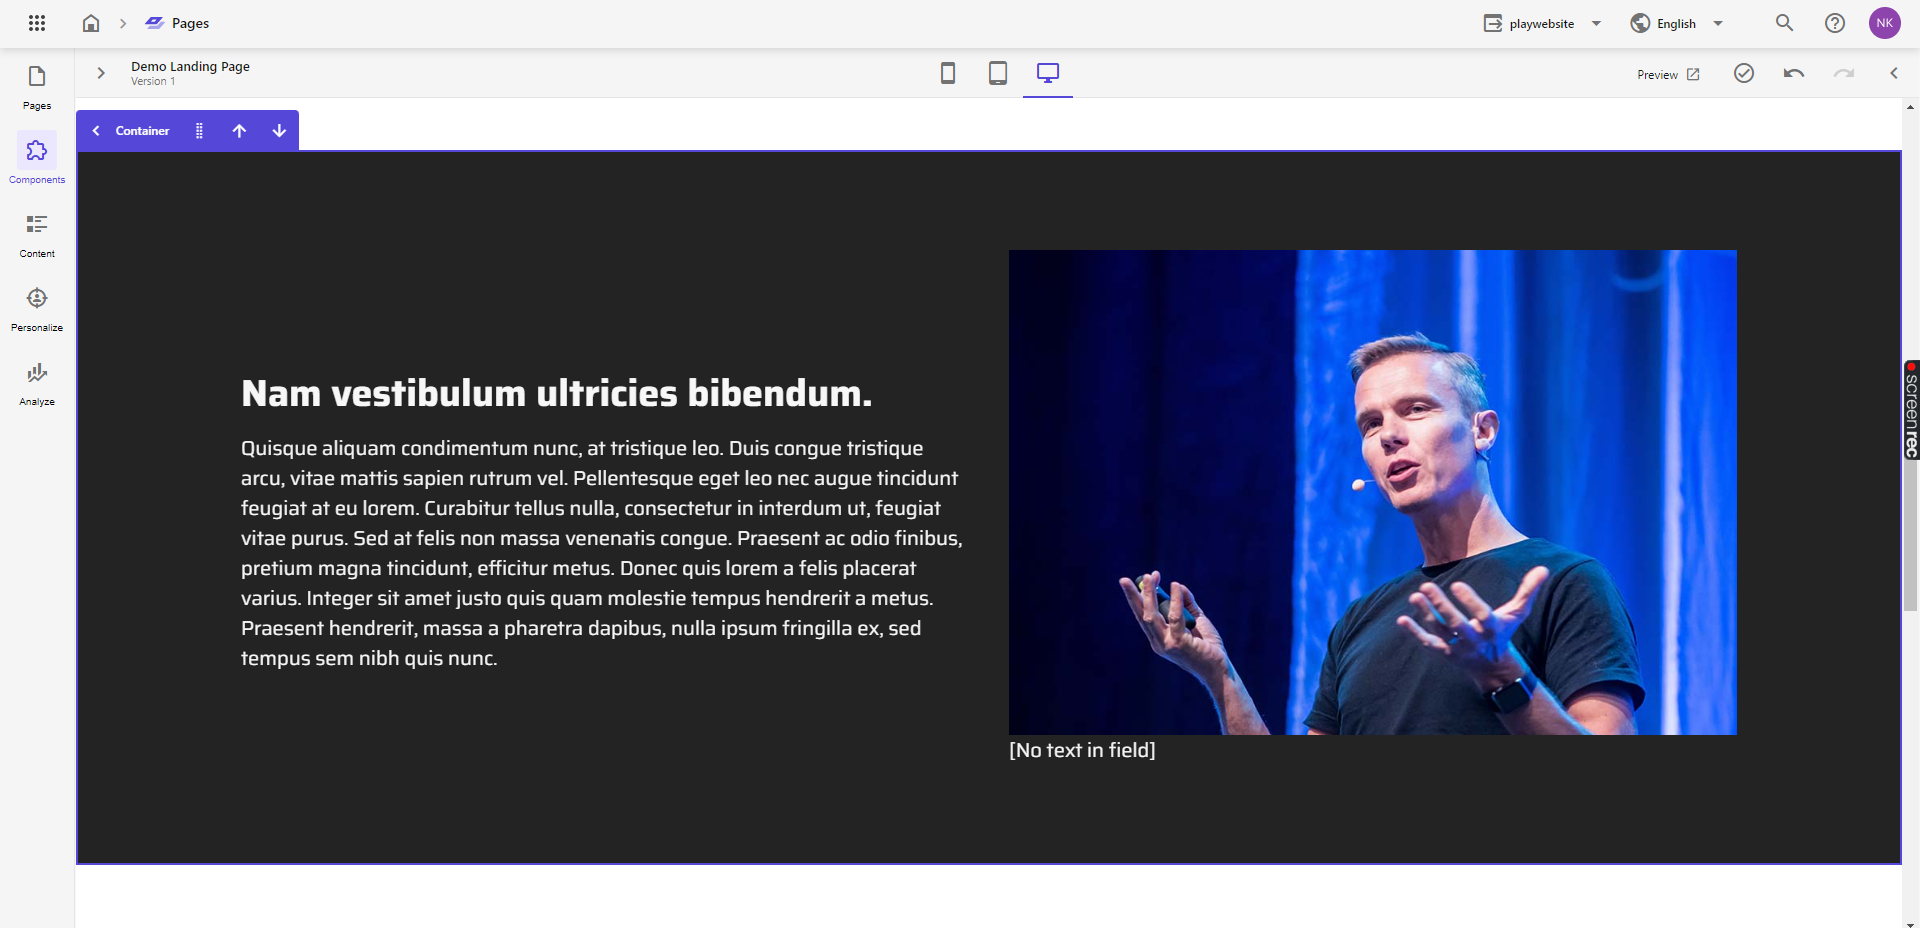 Pages
playwebsite
English
NK
Demo Landing Page
Version 1
Preview
Pages
Components
Content
Personalize
Analyze
Container
Nam vestibulum ultricies bibendum.
Quisque aliquam condimentum nunc, at tristique leo. Duis congue tristique
arcu, vitae mattis sapien rutrum vel. Pellentesque eget leo nec augue tincidunt
feugiat at eu lorem. Curabitur tellus nulla, consectetur in interdum ut, feugiat
vitae purus. Sed at felis non massa venenatis congue. Praesent ac odio finibus,
pretium magna tincidunt, efficitur metus. Donec quis lorem a felis placerat
varius. Integer sit amet justo quis quam molestie tempus hendrerit a metus.
Praesent hendrerit, massa a pharetra dapibus, nulla ipsum fringilla ex, sed
tempus sem nibh quis nunc.
[No text in field]
screenrec